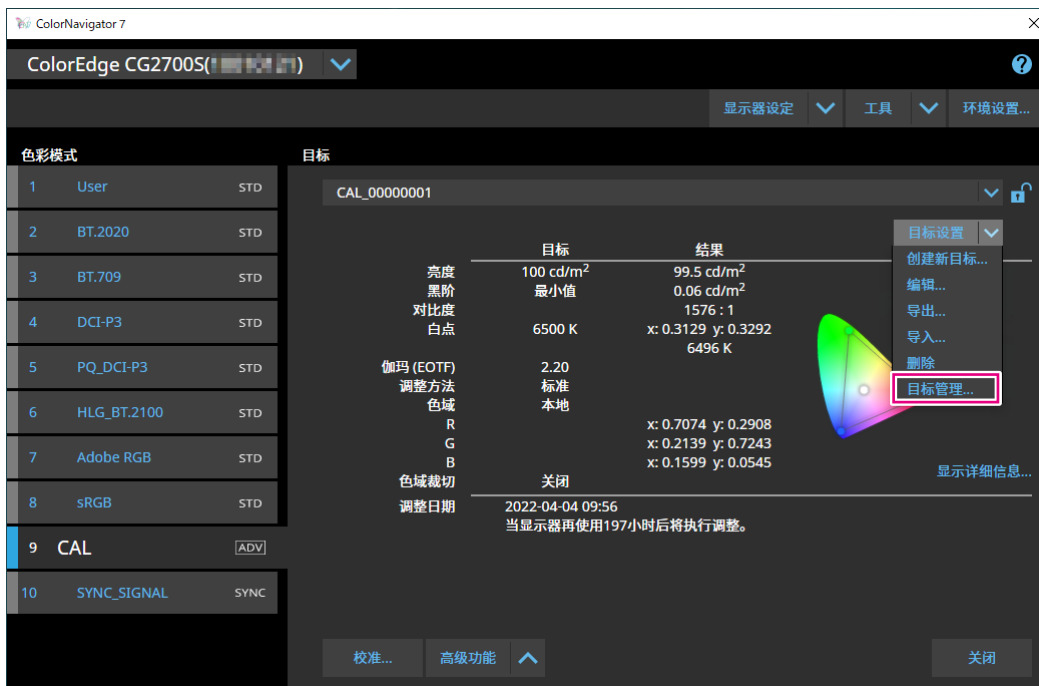 ColorNavigator 7
ColorEdge CG2700S( )
显示器设定 工具 环境设置...
色彩模式
1 User STD
2 BT.2020 STD
3 BT.709 STD
4 DCI-P3 STD
5 PQ_DCI-P3 STD
6 HLG_BT.2100 STD
7 Adobe RGB STD
8 sRGB STD
9 CAL ADV
10 SYNC_SIGNAL SYNC
目标
CAL_00000001
目标设置
创建新目标...
编辑...
导出...
导入...
删除
目标管理...
目标 结果
亮度 100 cd/m2 99.5 cd/m2
黑阶 最小值 0.06 cd/m2
对比度 1576 : 1
白点 6500 K x: 0.3129 y: 0.3292
6496 K
伽玛 (EOTF) 2.20
调整方法 标准
色域 本地
R x: 0.7074 y: 0.2908
G x: 0.2139 y: 0.7243
B x: 0.1599 y: 0.0545
色域裁切 关闭
显示详细信息...
调整日期 2022-04-04 09:56
当显示器再使用197小时后将执行调整。
校准... 高级功能 关闭